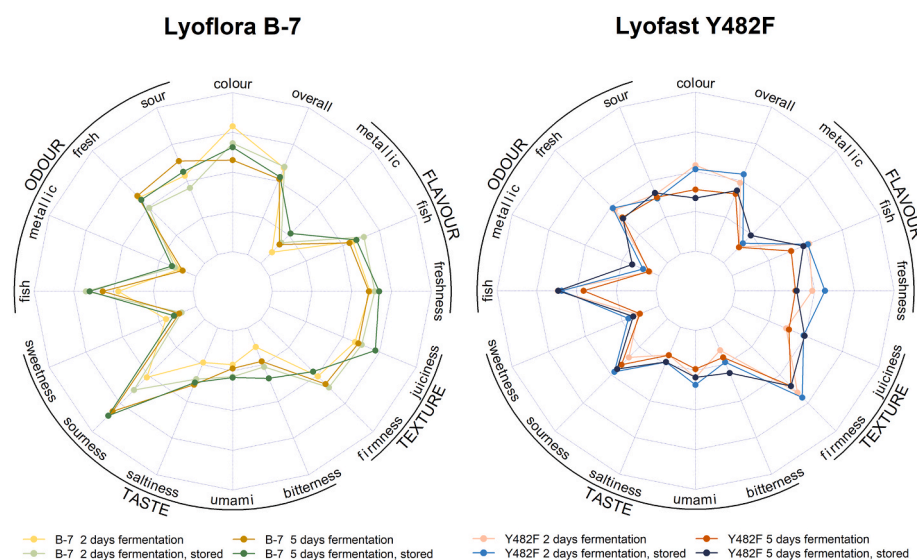 Lyoflora B-7
Lyofast Y482F
colour
overall
metallic
FLAVOUR
fish
freshness
juiciness
TEXTURE
firmness
bitterness
umami
saltiness
TASTE
sourness
sweetness
fish
metallic
ODOUR
fresh
sour
colour
overall
metallic
FLAVOUR
fish
freshness
juiciness
TEXTURE
firmness
bitterness
umami
saltiness
TASTE
sourness
sweetness
fish
metallic
ODOUR
fresh
sour
B-7 2 days fermentation
B-7 5 days fermentation
B-7 2 days fermentation, stored
B-7 5 days fermentation, stored
Y482F 2 days fermentation
Y482F 5 days fermentation
Y482F 2 days fermentation, stored
Y482F 5 days fermentation, stored